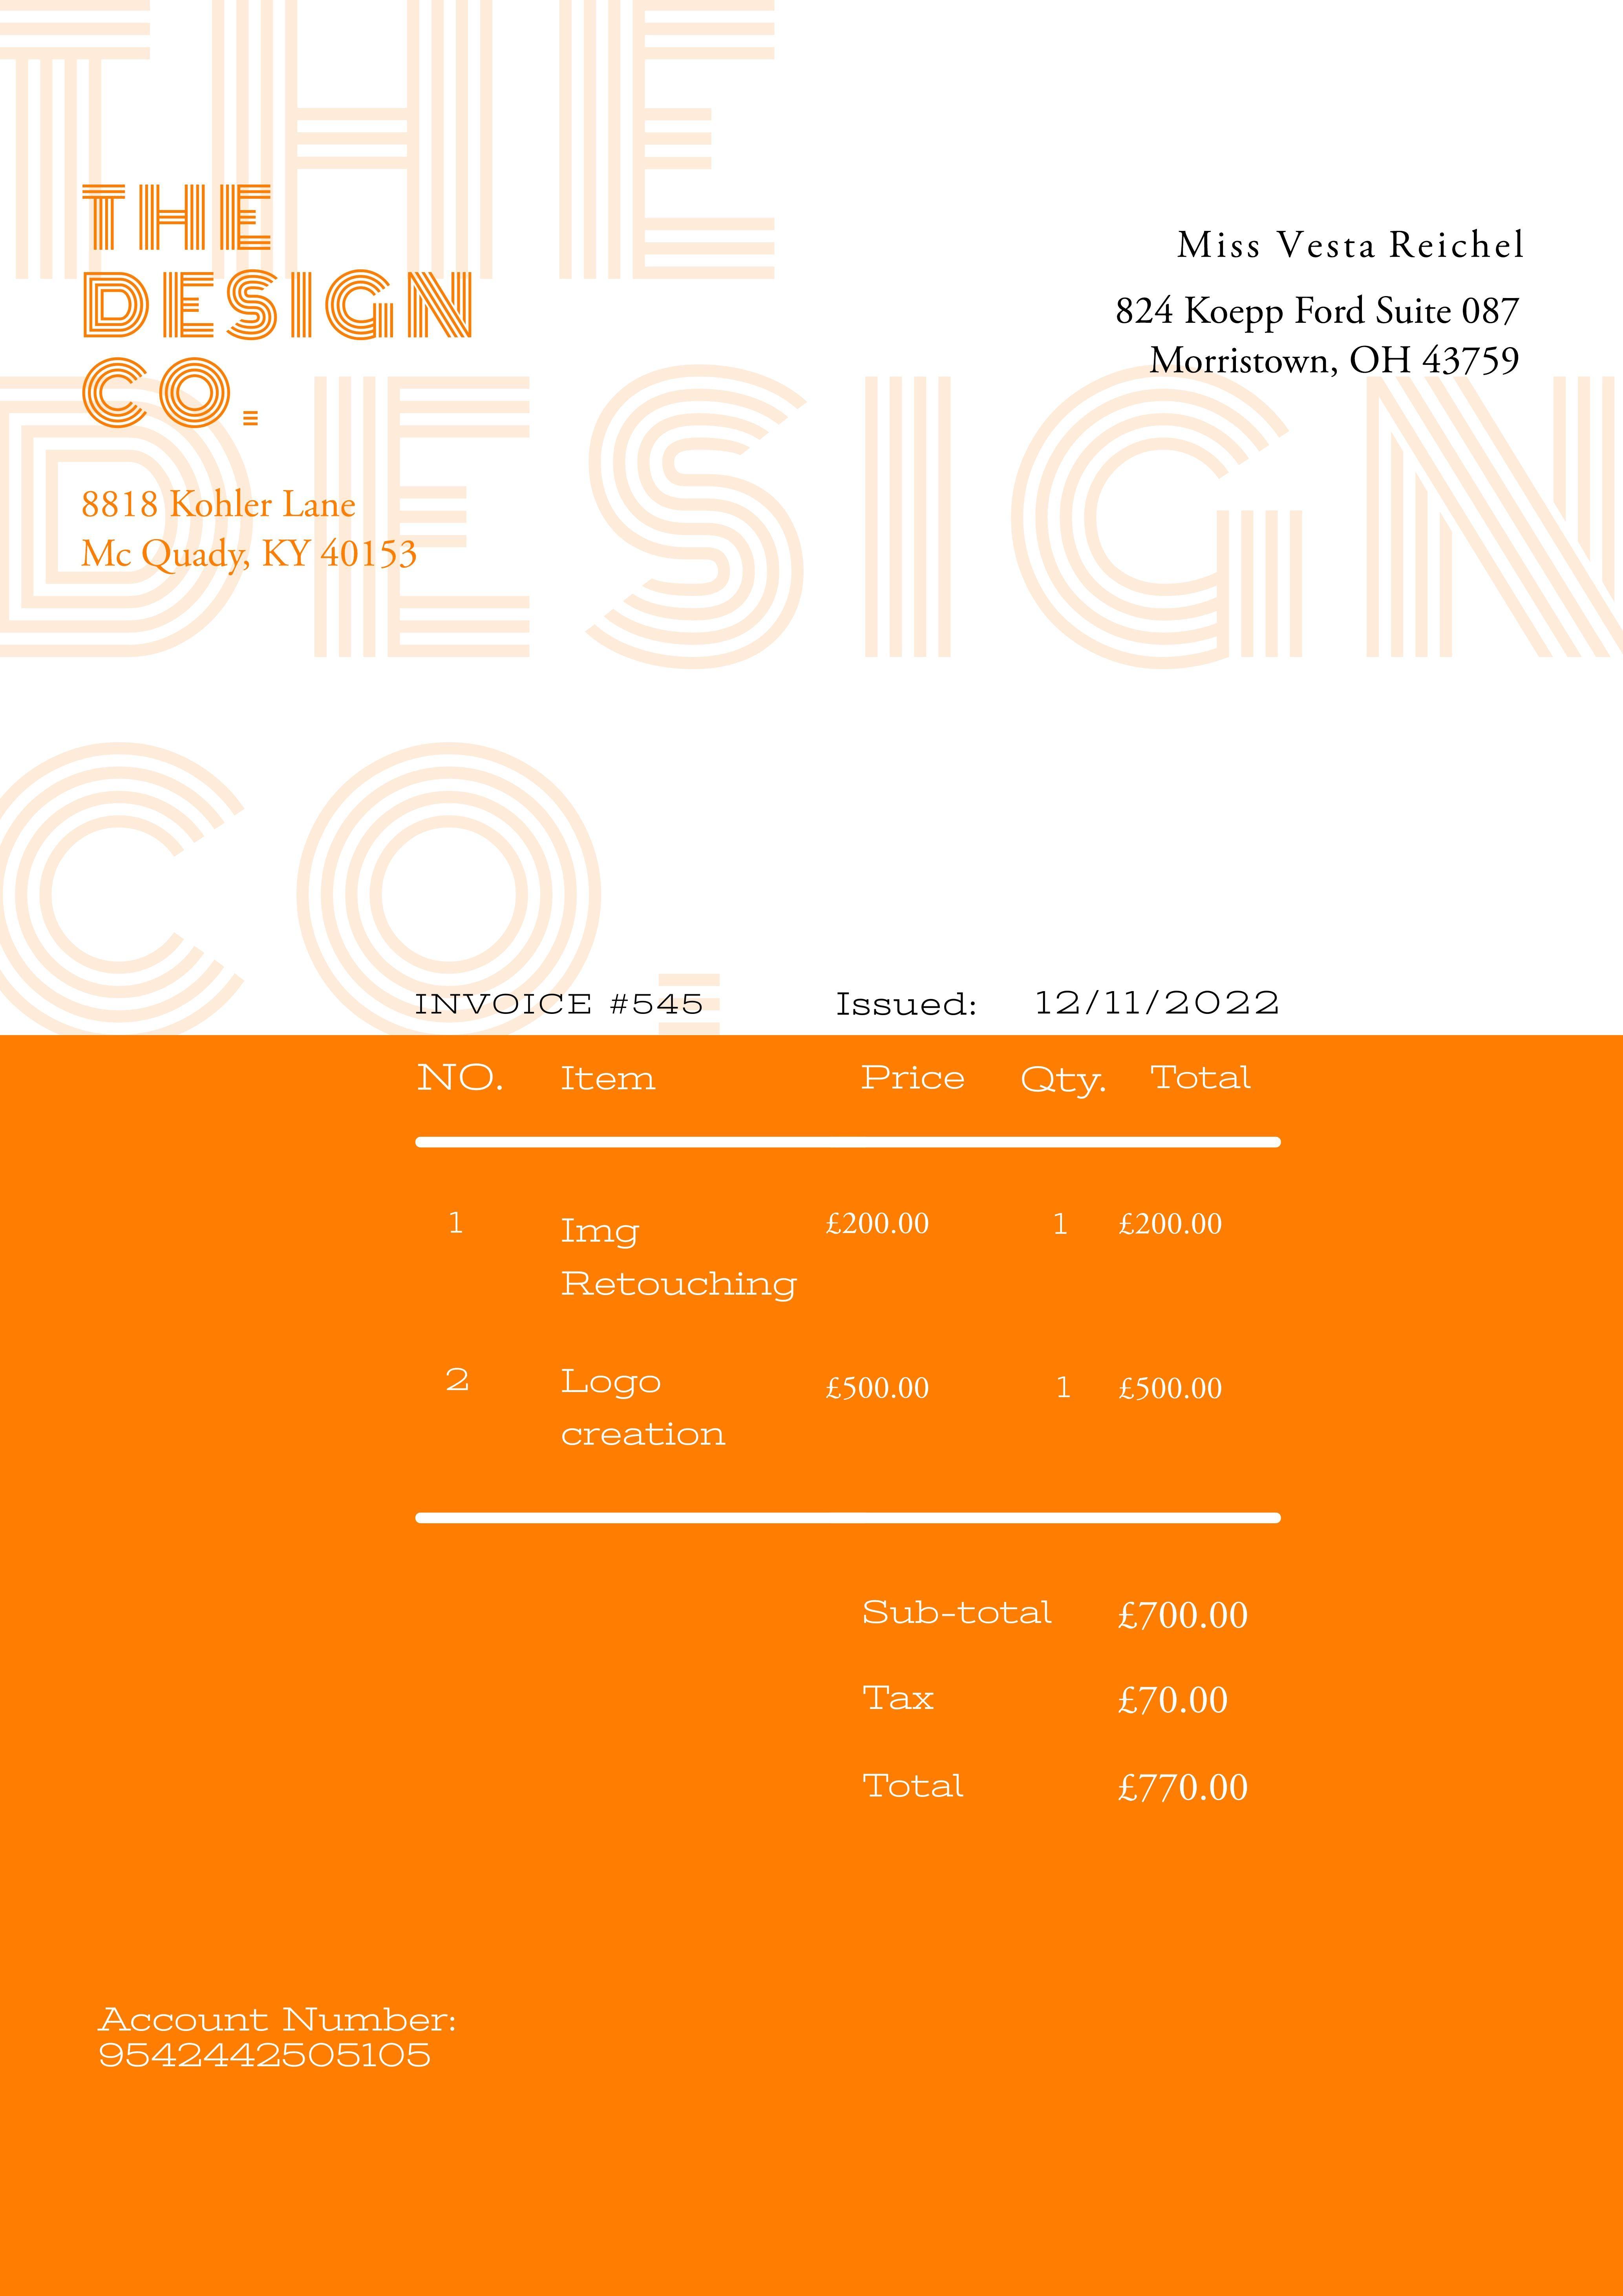 THE
DESIGN
CO.
THE
DESIGN
CO.
8818 Kohler Lane
Mc Quady, KY 40153
Miss Vesta Reichel
824 Koepp Ford Suite 087
Morristown, OH 43759
INVOICE #545 Issued: 12/11/2022
NO. Item Price Qty. Total
1 Img £200.00 1 £200.00
Retouching
2 Logo £500.00 1 £500.00
creation
Sub-total £700.00
Tax £70.00
Total £770.00
Account Number:
9542442505105